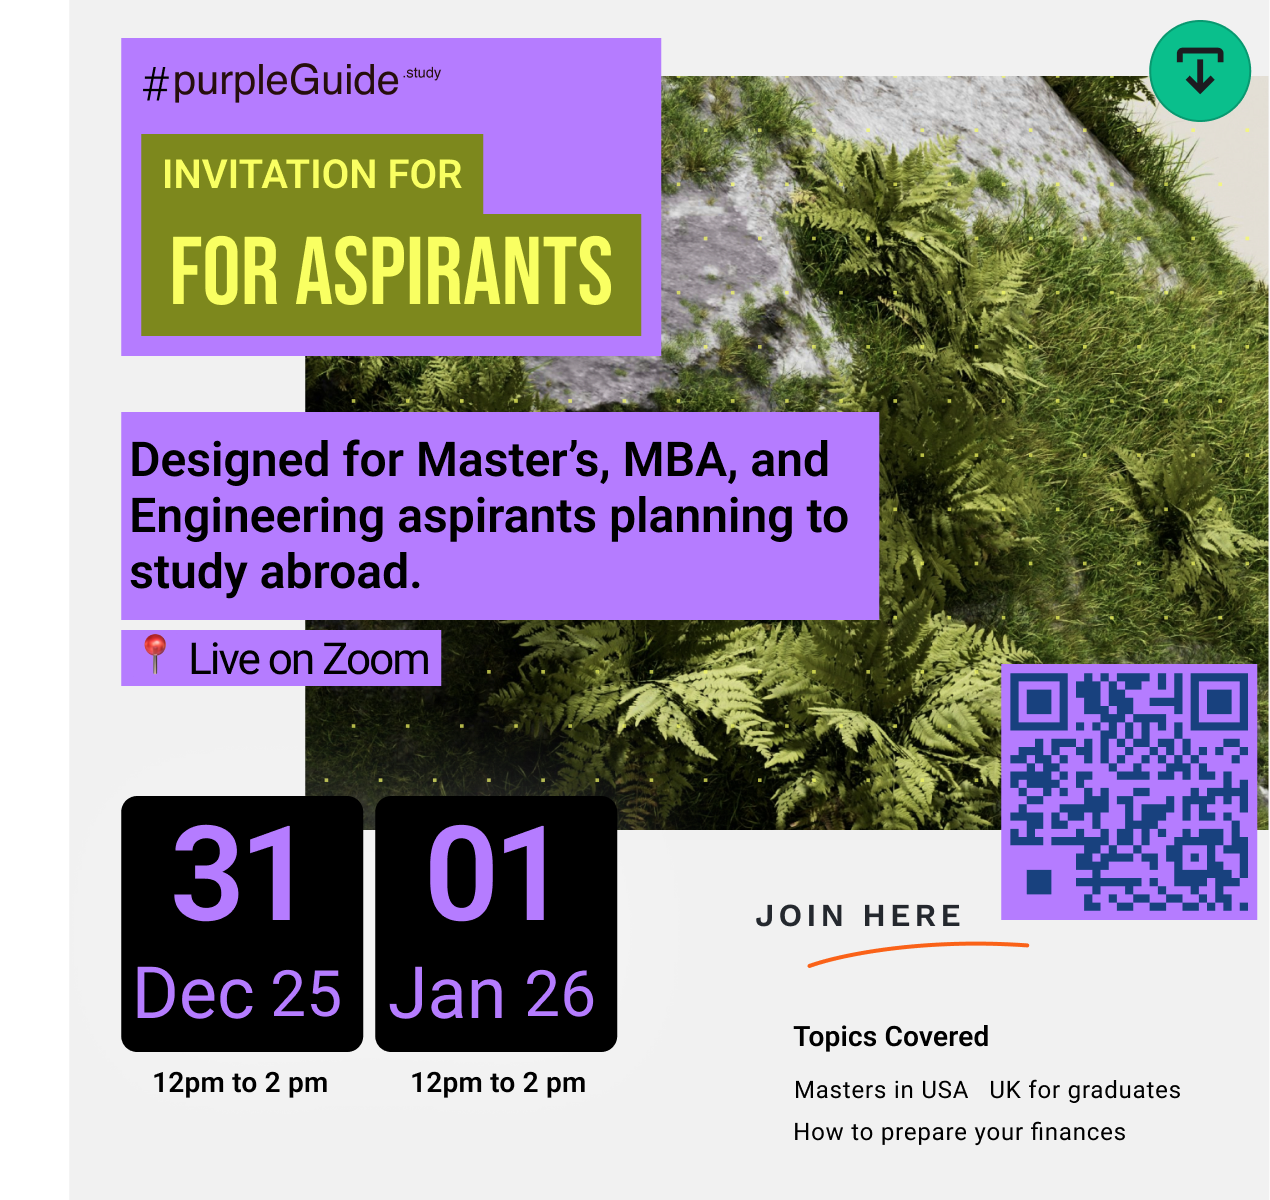 #purpleGuide.study
INVITATION FOR
FOR ASPIRANTS
Designed for Master’s, MBA, and
Engineering aspirants planning to
study abroad.
📍 Live on Zoom
31
Dec 25
12pm to 2 pm
01
Jan 26
12pm to 2 pm
JOIN HERE
Topics Covered
Masters in USA UK for graduates
How to prepare your finances